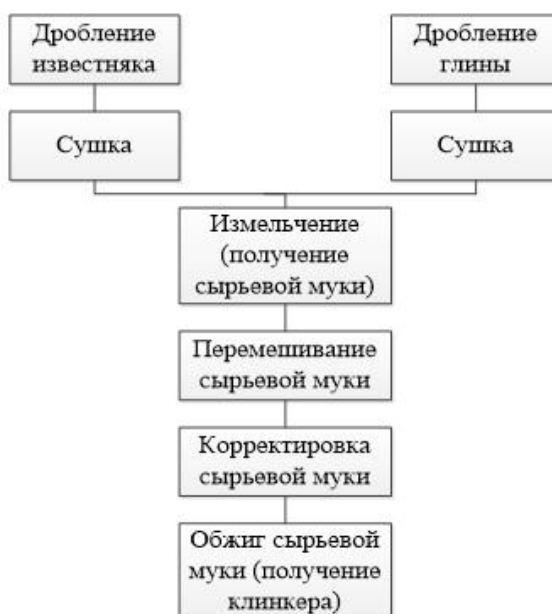 Дробление
известняка
Дробление
глины
Сушка
Сушка
Измельчение
(получение
сырьевой муки)
Перемешивание
сырьевой муки
Корректировка
сырьевой муки
Обжиг сырьевой
муки (получение
клинкера)